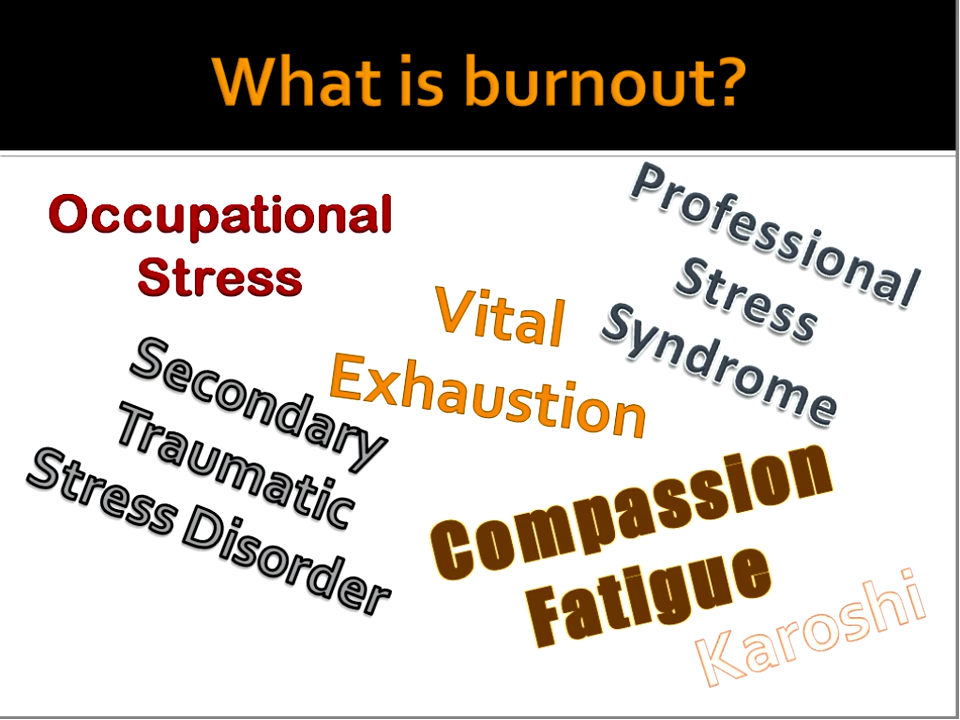 What is burnout?
Occupational
Stress
Professional
Stress
Syndrome
Vital
Exhaustion
Secondary
Traumatic
Stress Disorder
Compassion
Fatigue
Karoshi